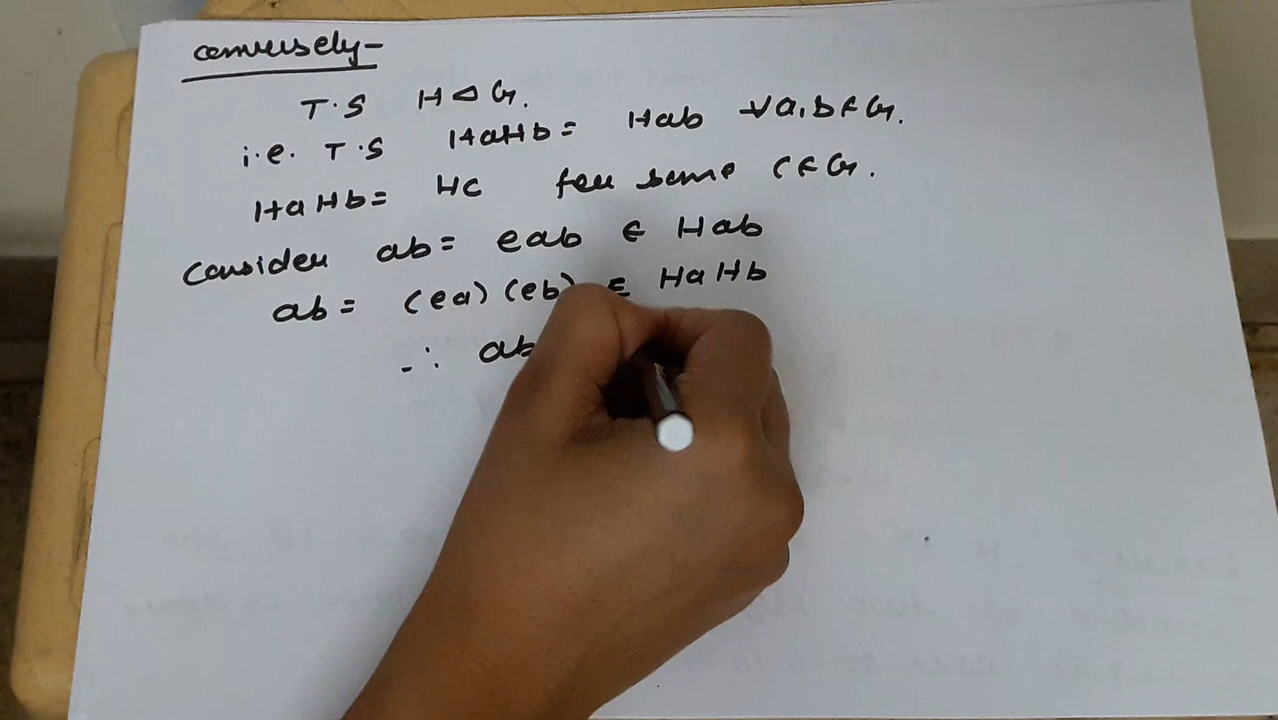 conversely-
T.S H ⊲ G.
i.e. T.S HaHb = Hab ∀ a,b ∈ G.
HaHb = Hc for some c ∈ G.
Consider ab = eab ∈ Hab
ab = (ea) (eb) ∈ HaHb
∴ ab